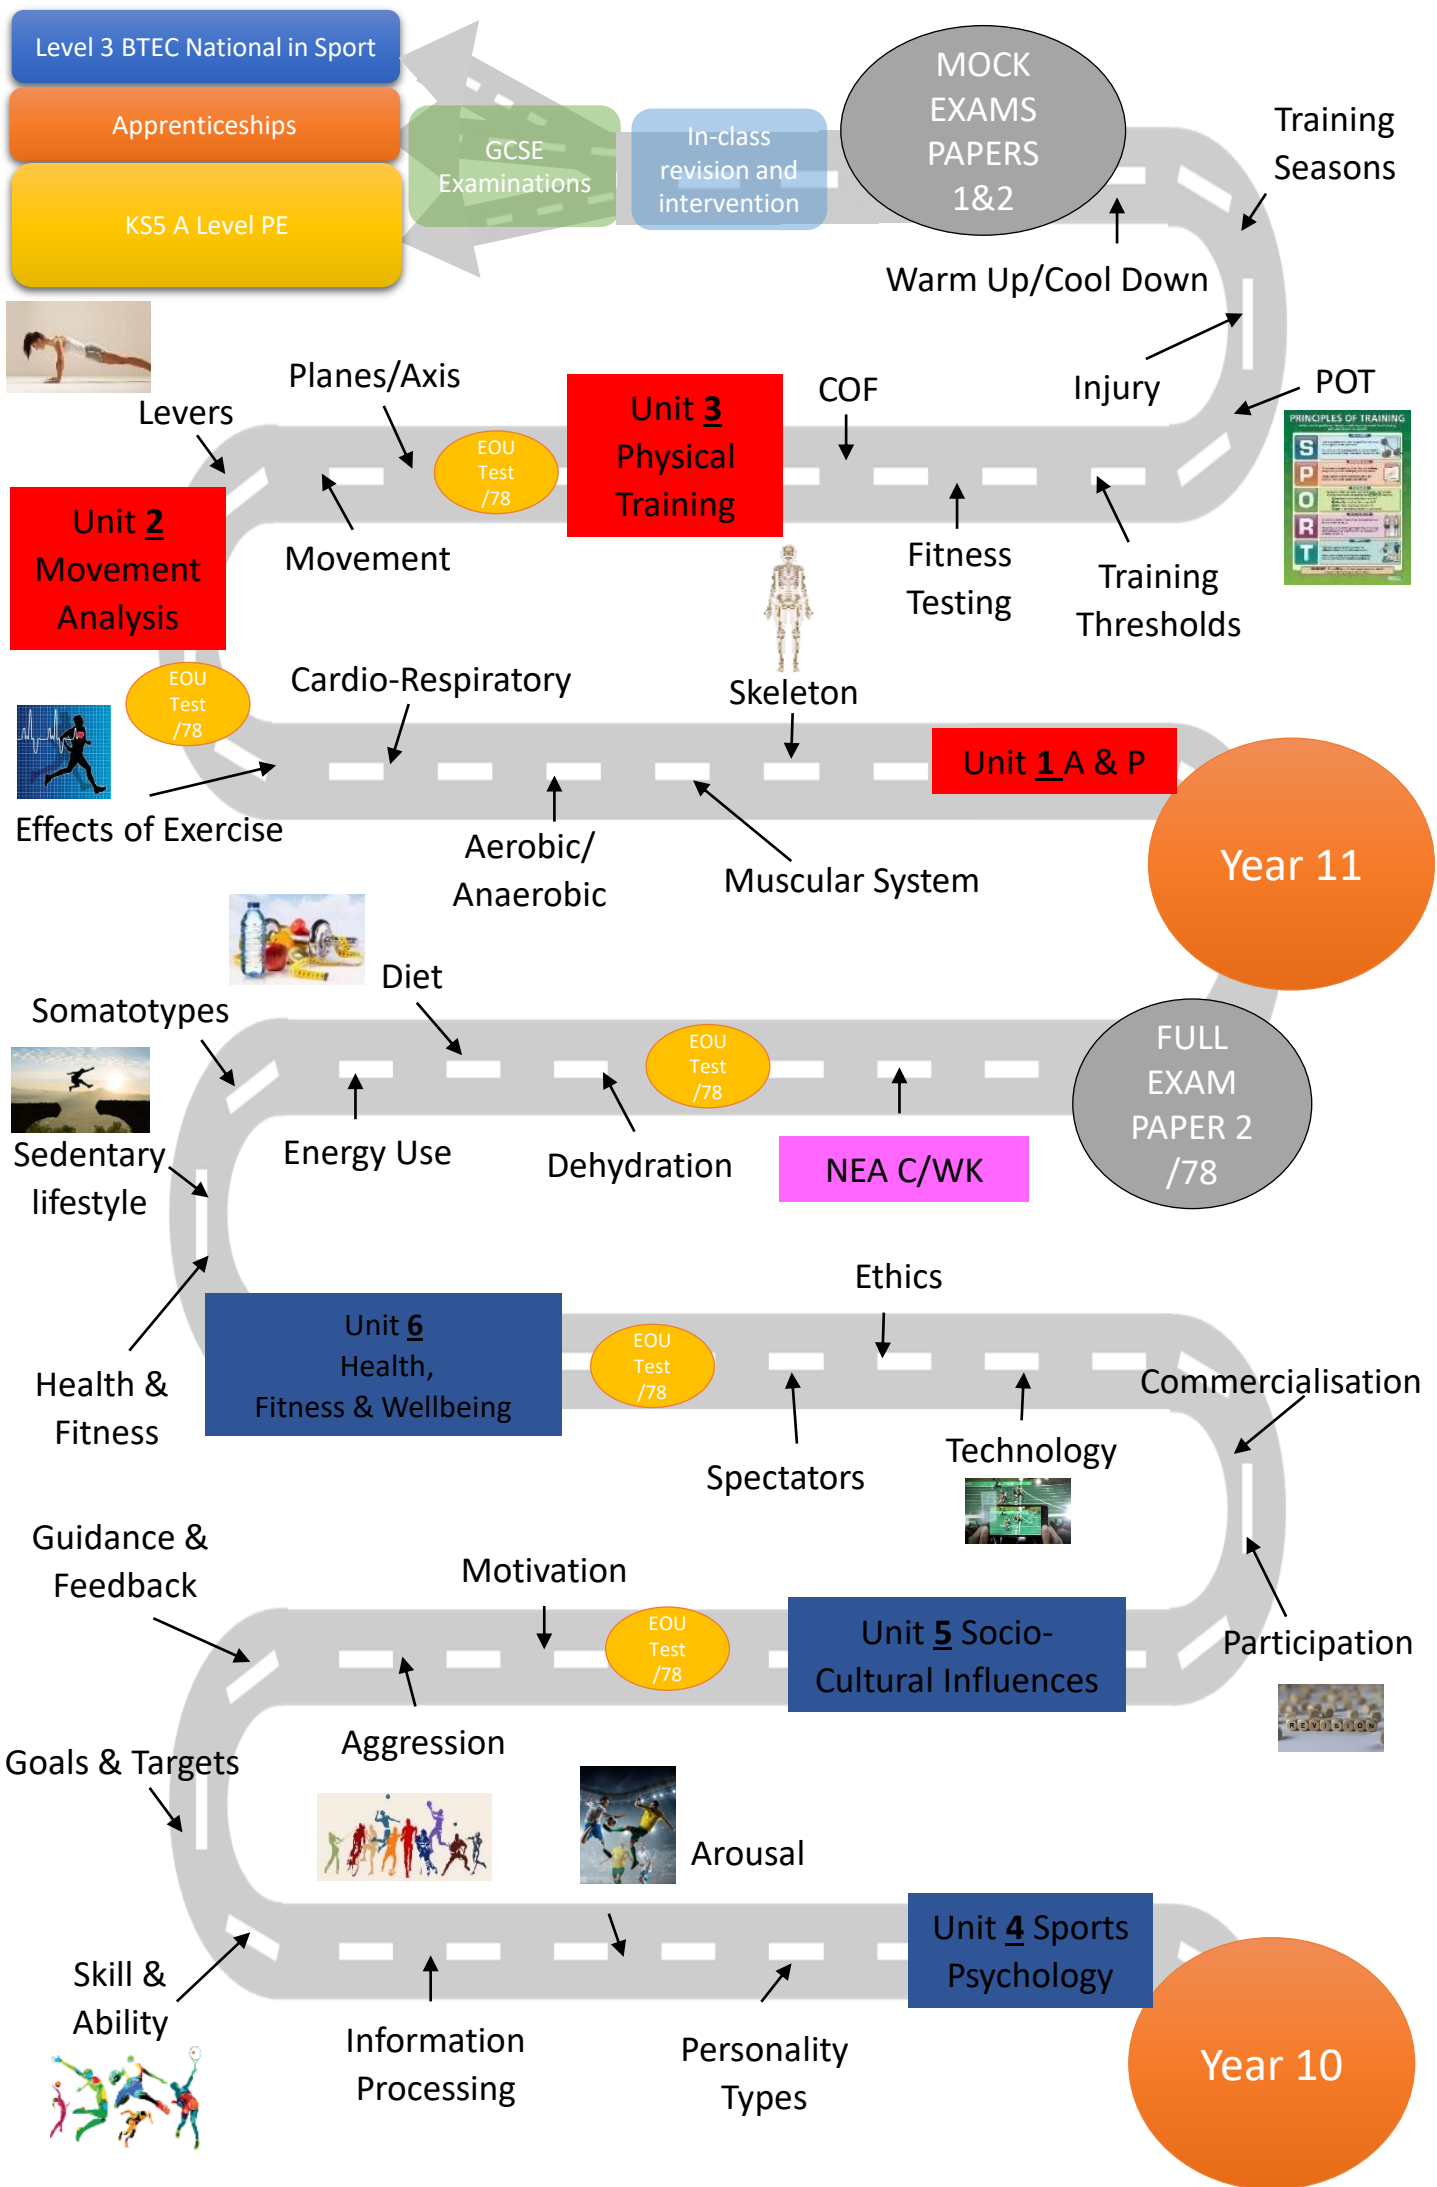 Level 3 BTEC National in Sport
Apprenticeships
KS5 A Level PE
GCSE
Examinations
In-class
revision and
intervention
MOCK
EXAMS
PAPERS
1&2
Training
Seasons
Warm Up/Cool Down
Injury
POT
PRINCIPLES OF TRAINING
S
P
O
R
T
Planes/Axis
Levers
EOU
Test
/78
Unit 3
Physical
Training
COF
Unit 2
Movement
Analysis
Movement
Fitness
Testing
Training
Thresholds
EOU
Test
/78
Cardio-Respiratory
Skeleton
Unit 1 A & P
Effects of Exercise
Aerobic/
Anaerobic
Muscular System
Year 11
Diet
Somatotypes
EOU
Test
/78
FULL
EXAM
PAPER 2
/78
Sedentary
lifestyle
Energy Use
Dehydration
NEA C/WK
Ethics
Unit 6
Health,
Fitness & Wellbeing
EOU
Test
/78
Health &
Fitness
Commercialisation
Spectators
Technology
Guidance &
Feedback
Motivation
EOU
Test
/78
Unit 5 Socio-
Cultural Influences
Participation
REVISION
Aggression
Goals & Targets
Arousal
Unit 4 Sports
Psychology
Skill &
Ability
Information
Processing
Personality
Types
Year 10